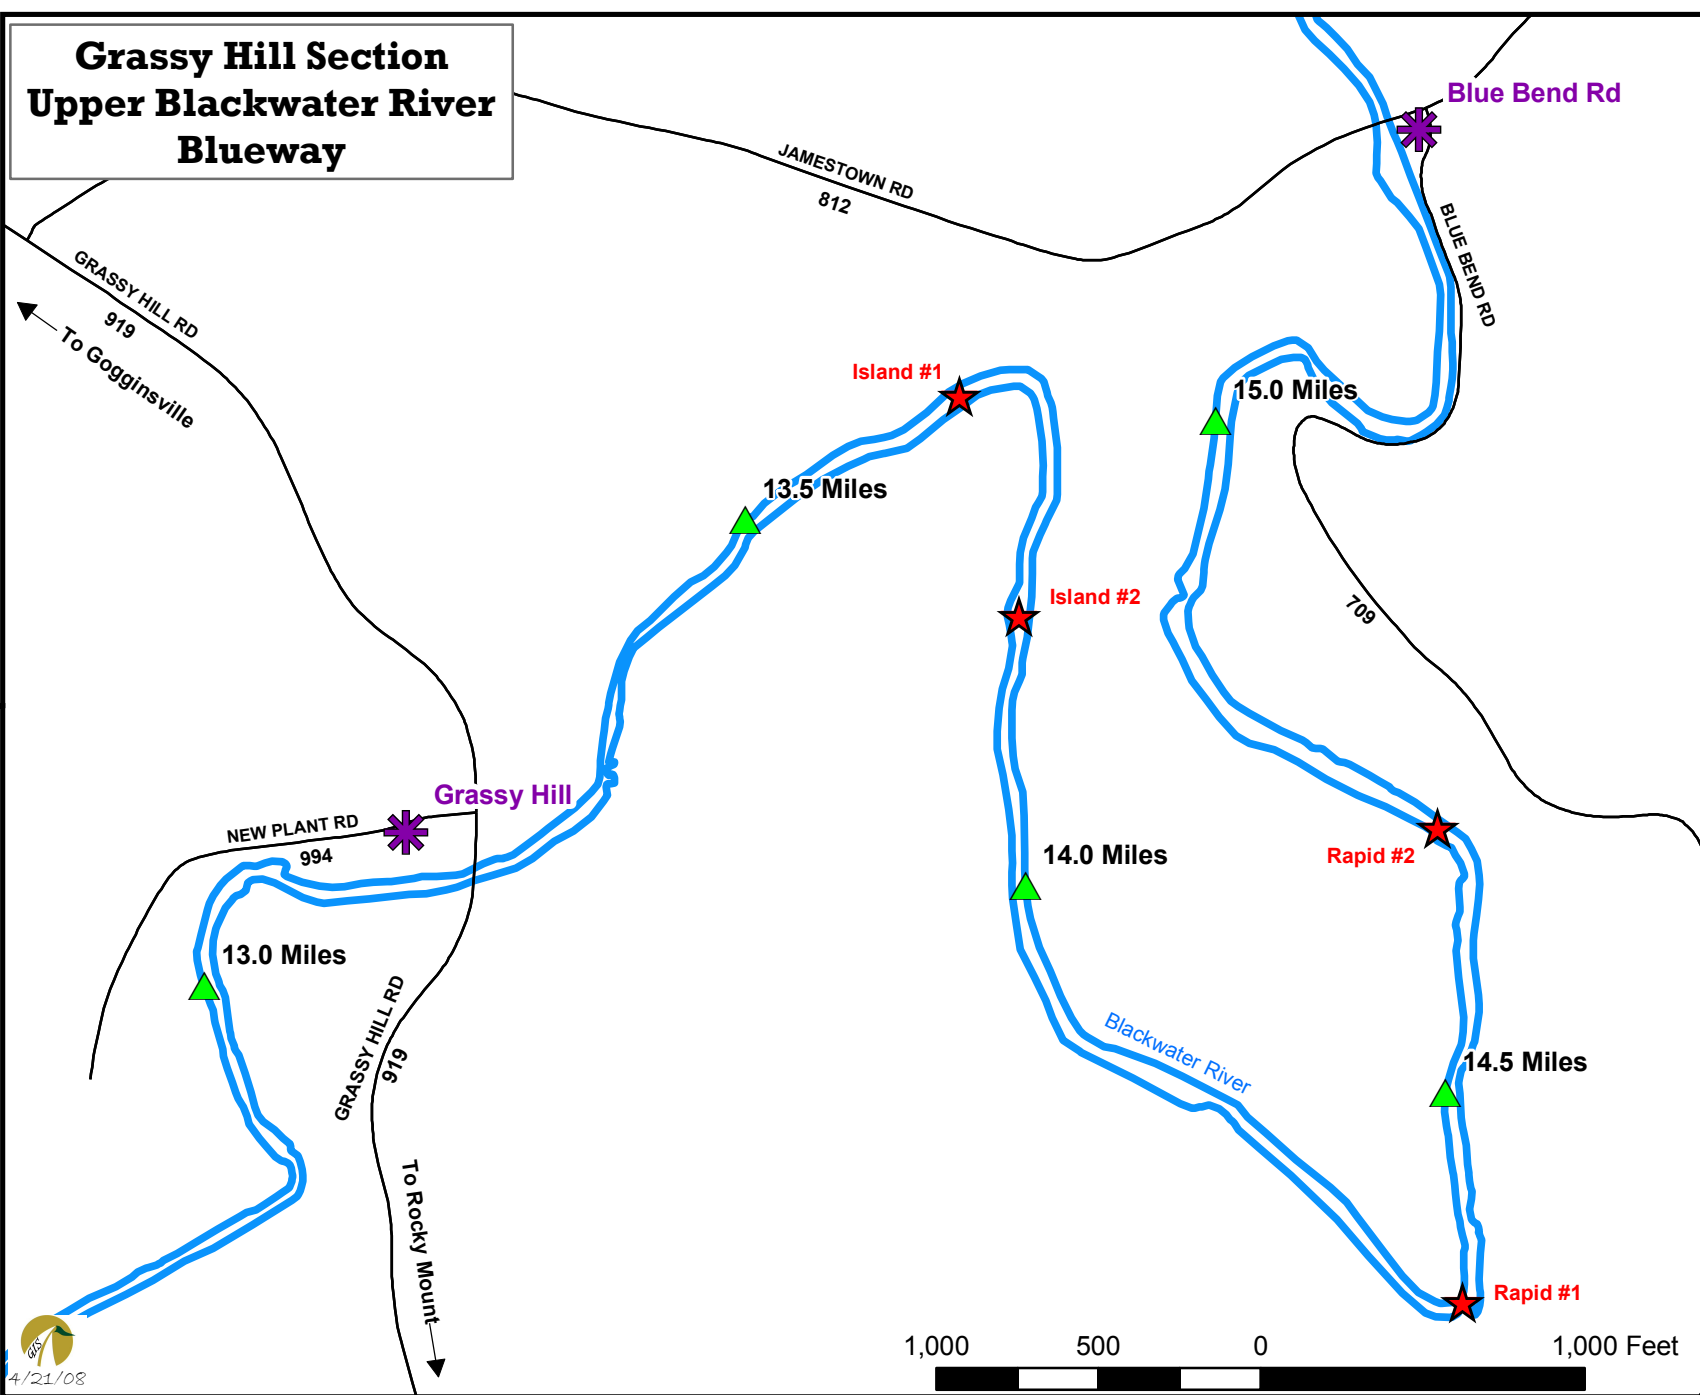 Grassy Hill Section
Upper Blackwater River
Blueway
Blue Bend Rd
JAMESTOWN RD
812
BLUE BEND RD
GRASSY HILL RD
919
To Gogginsville
Island #1
15.0 Miles
13.5 Miles
Island #2
709
Grassy Hill
NEW PLANT RD
994
Rapid #2
14.0 Miles
13.0 Miles
GRASSY HILL RD
919
Blackwater River
14.5 Miles
To Rocky Mount
Rapid #1
1,000 500 0 1,000 Feet
GIS
4/21/08